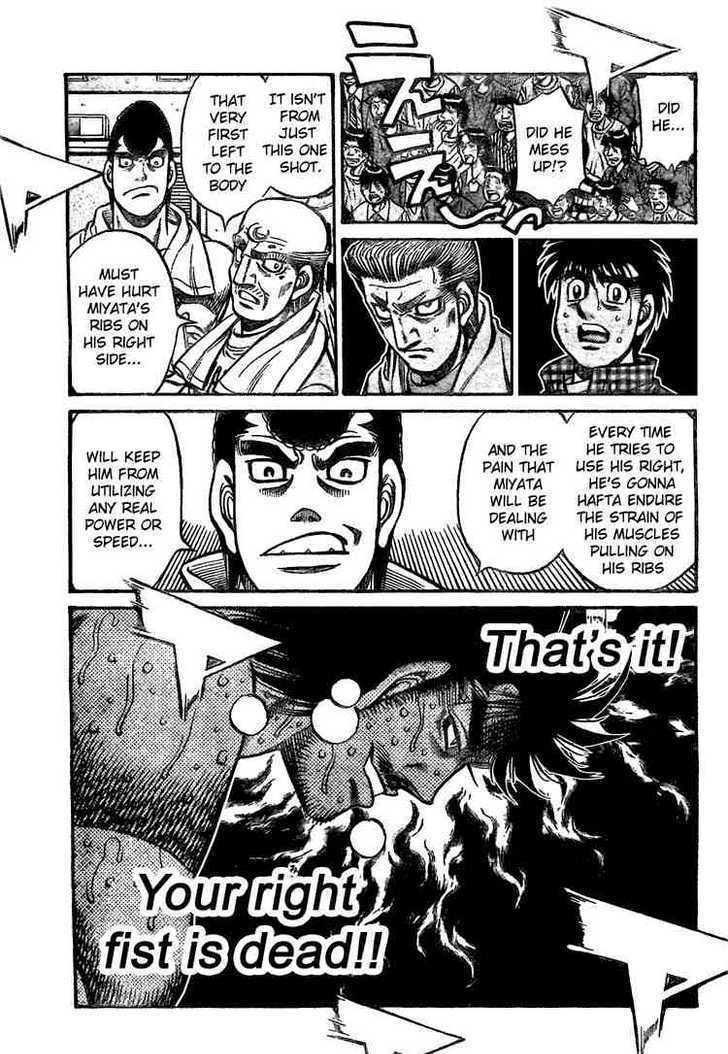 DID
HE...
DID HE
MESS
UP!?
えええ
IT ISN'T
FROM
JUST
THIS ONE
SHOT.
THAT
VERY
FIRST
LEFT
TO THE
BODY
MUST
HAVE HURT
MIYATA'S
RIBS ON
HIS RIGHT
SIDE...
EVERY TIME
HE TRIES TO
USE HIS RIGHT,
HE'S GONNA
HAFTA ENDURE
THE STRAIN OF
HIS MUSCLES
PULLING ON
HIS RIBS
AND THE
PAIN THAT
MIYATA
WILL BE
DEALING
WITH
WILL KEEP
HIM FROM
UTILIZING
ANY REAL
POWER OR
SPEED...
That's it!
Your right
fist is dead!!